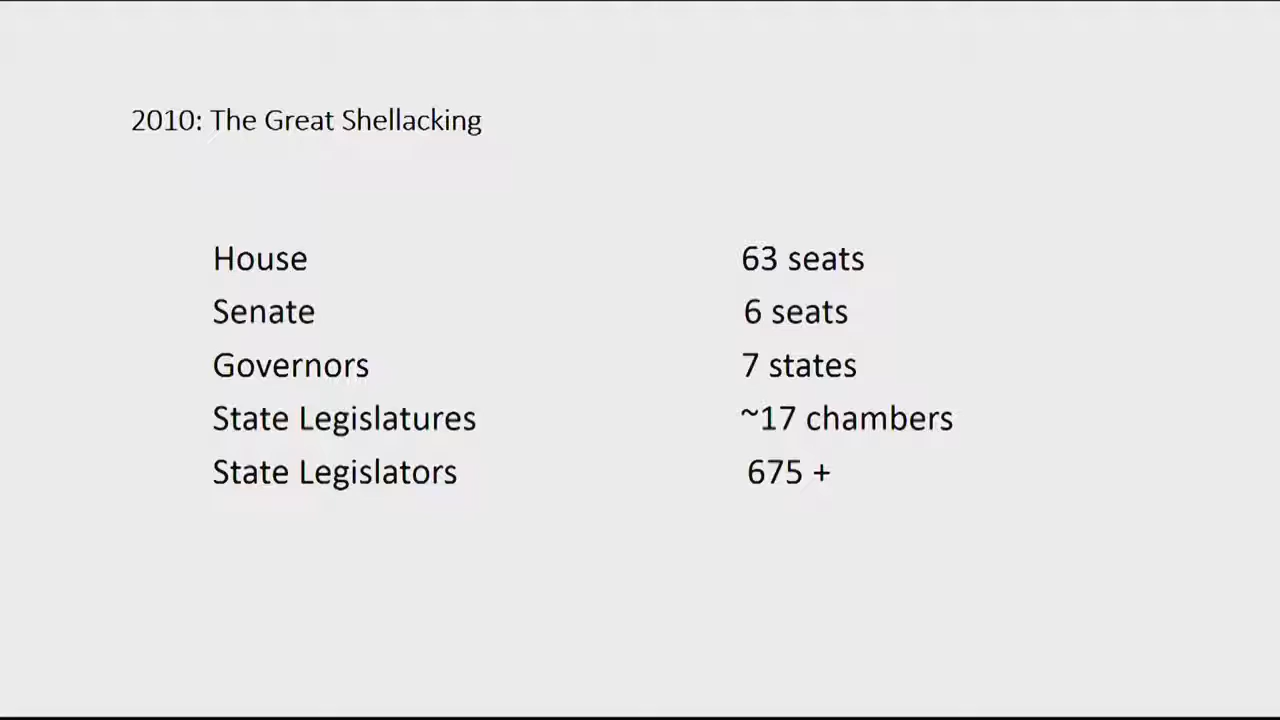 2010: The Great Shellacking
House 63 seats
Senate 6 seats
Governors 7 states
State Legislatures ~17 chambers
State Legislators 675 +